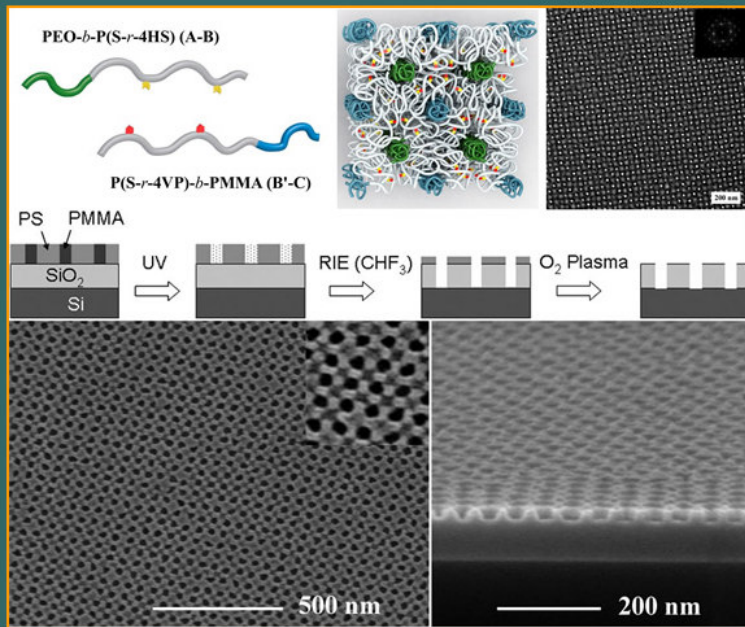 PEO-b-P(S-r-4HS) (A-B)
P(S-r-4VP)-b-PMMA (B'-C)
200 nm
PS PMMA
SiO₂
Si
UV
RIE (CHF₃)
O₂ Plasma
500 nm
200 nm